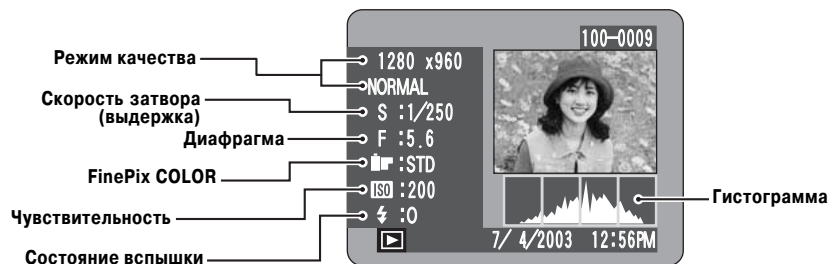 100-0009
Режим качества
1280 x960
NORMAL
Скорость затвора
(выдержка)
S :1/250
Диафрагма
F :5.6
FinePix COLOR
:STD
Чувствительность
ISO :200
Состояние вспышки
:O
Гистограмма
7/ 4/2003 12:56PM